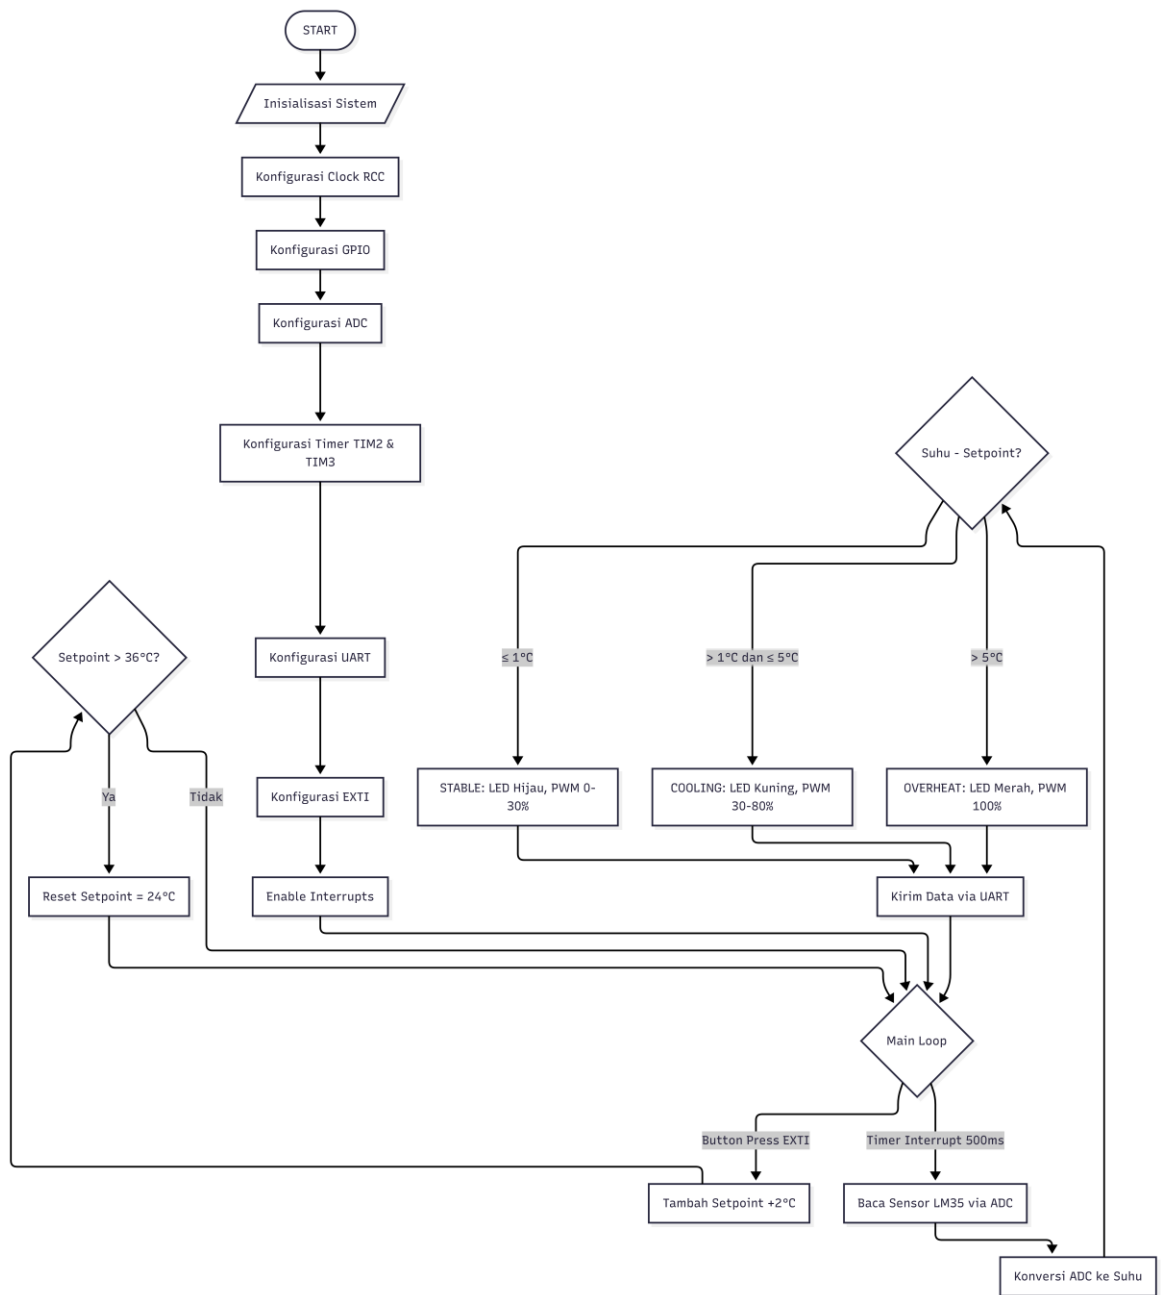 START
Inisialisasi Sistem
Konfigurasi Clock RCC
Konfigurasi GPIO
Konfigurasi ADC
Konfigurasi Timer TIM2 &
TIM3
Suhu - Setpoint?
Setpoint > 36°C?
Konfigurasi UART
≤ 1°C
> 1°C dan ≤ 5°C
> 5°C
Ya
Tidak
Konfigurasi EXTI
STABLE: LED Hijau, PWM 0-
30%
COOLING: LED Kuning, PWM
30-80%
OVERHEAT: LED Merah, PWM
100%
Reset Setpoint = 24°C
Enable Interrupts
Kirim Data via UART
Main Loop
Button Press EXTI
Timer Interrupt 500ms
Tambah Setpoint +2°C
Baca Sensor LM35 via ADC
Konversi ADC ke Suhu